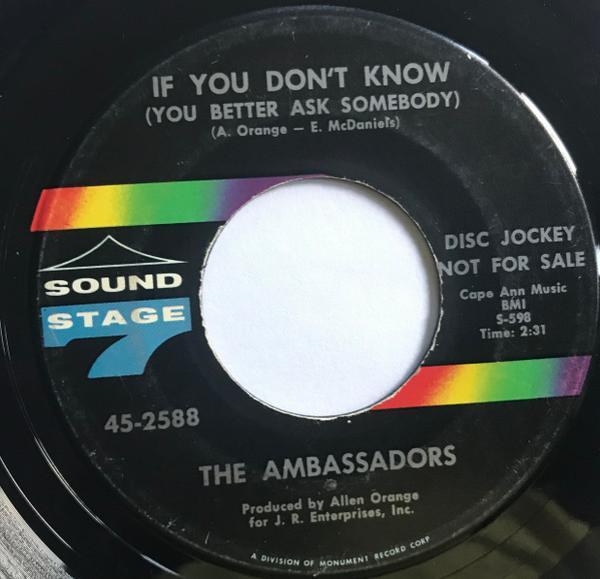 IF YOU DON'T KNOW
(YOU BETTER ASK SOMEBODY)
(A. Orange — E. McDaniels)
SOUND
STAGE
7
DISC JOCKEY
NOT FOR SALE
Cape Ann Music
BMI
S-598
Time: 2:31
45-2588
THE AMBASSADORS
Produced by Allen Orange
for J. R. Enterprises, Inc.
A DIVISION OF MONUMENT RECORD CORP